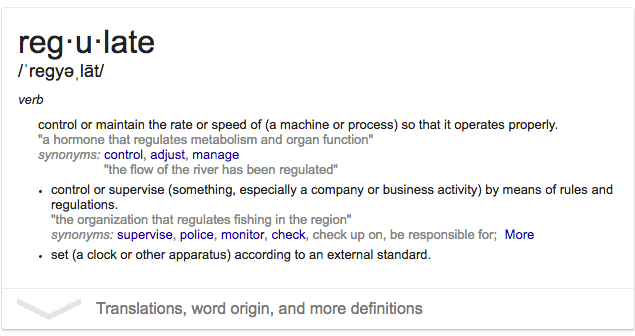 reg·u·late
/ˈregyəˌlāt/
verb
control or maintain the rate or speed of (a machine or process) so that it operates properly.
"a hormone that regulates metabolism and organ function"
synonyms: control, adjust, manage
"the flow of the river has been regulated"
• control or supervise (something, especially a company or business activity) by means of rules and
regulations.
"the organization that regulates fishing in the region"
synonyms: supervise, police, monitor, check, check up on, be responsible for; More
• set (a clock or other apparatus) according to an external standard.
Translations, word origin, and more definitions